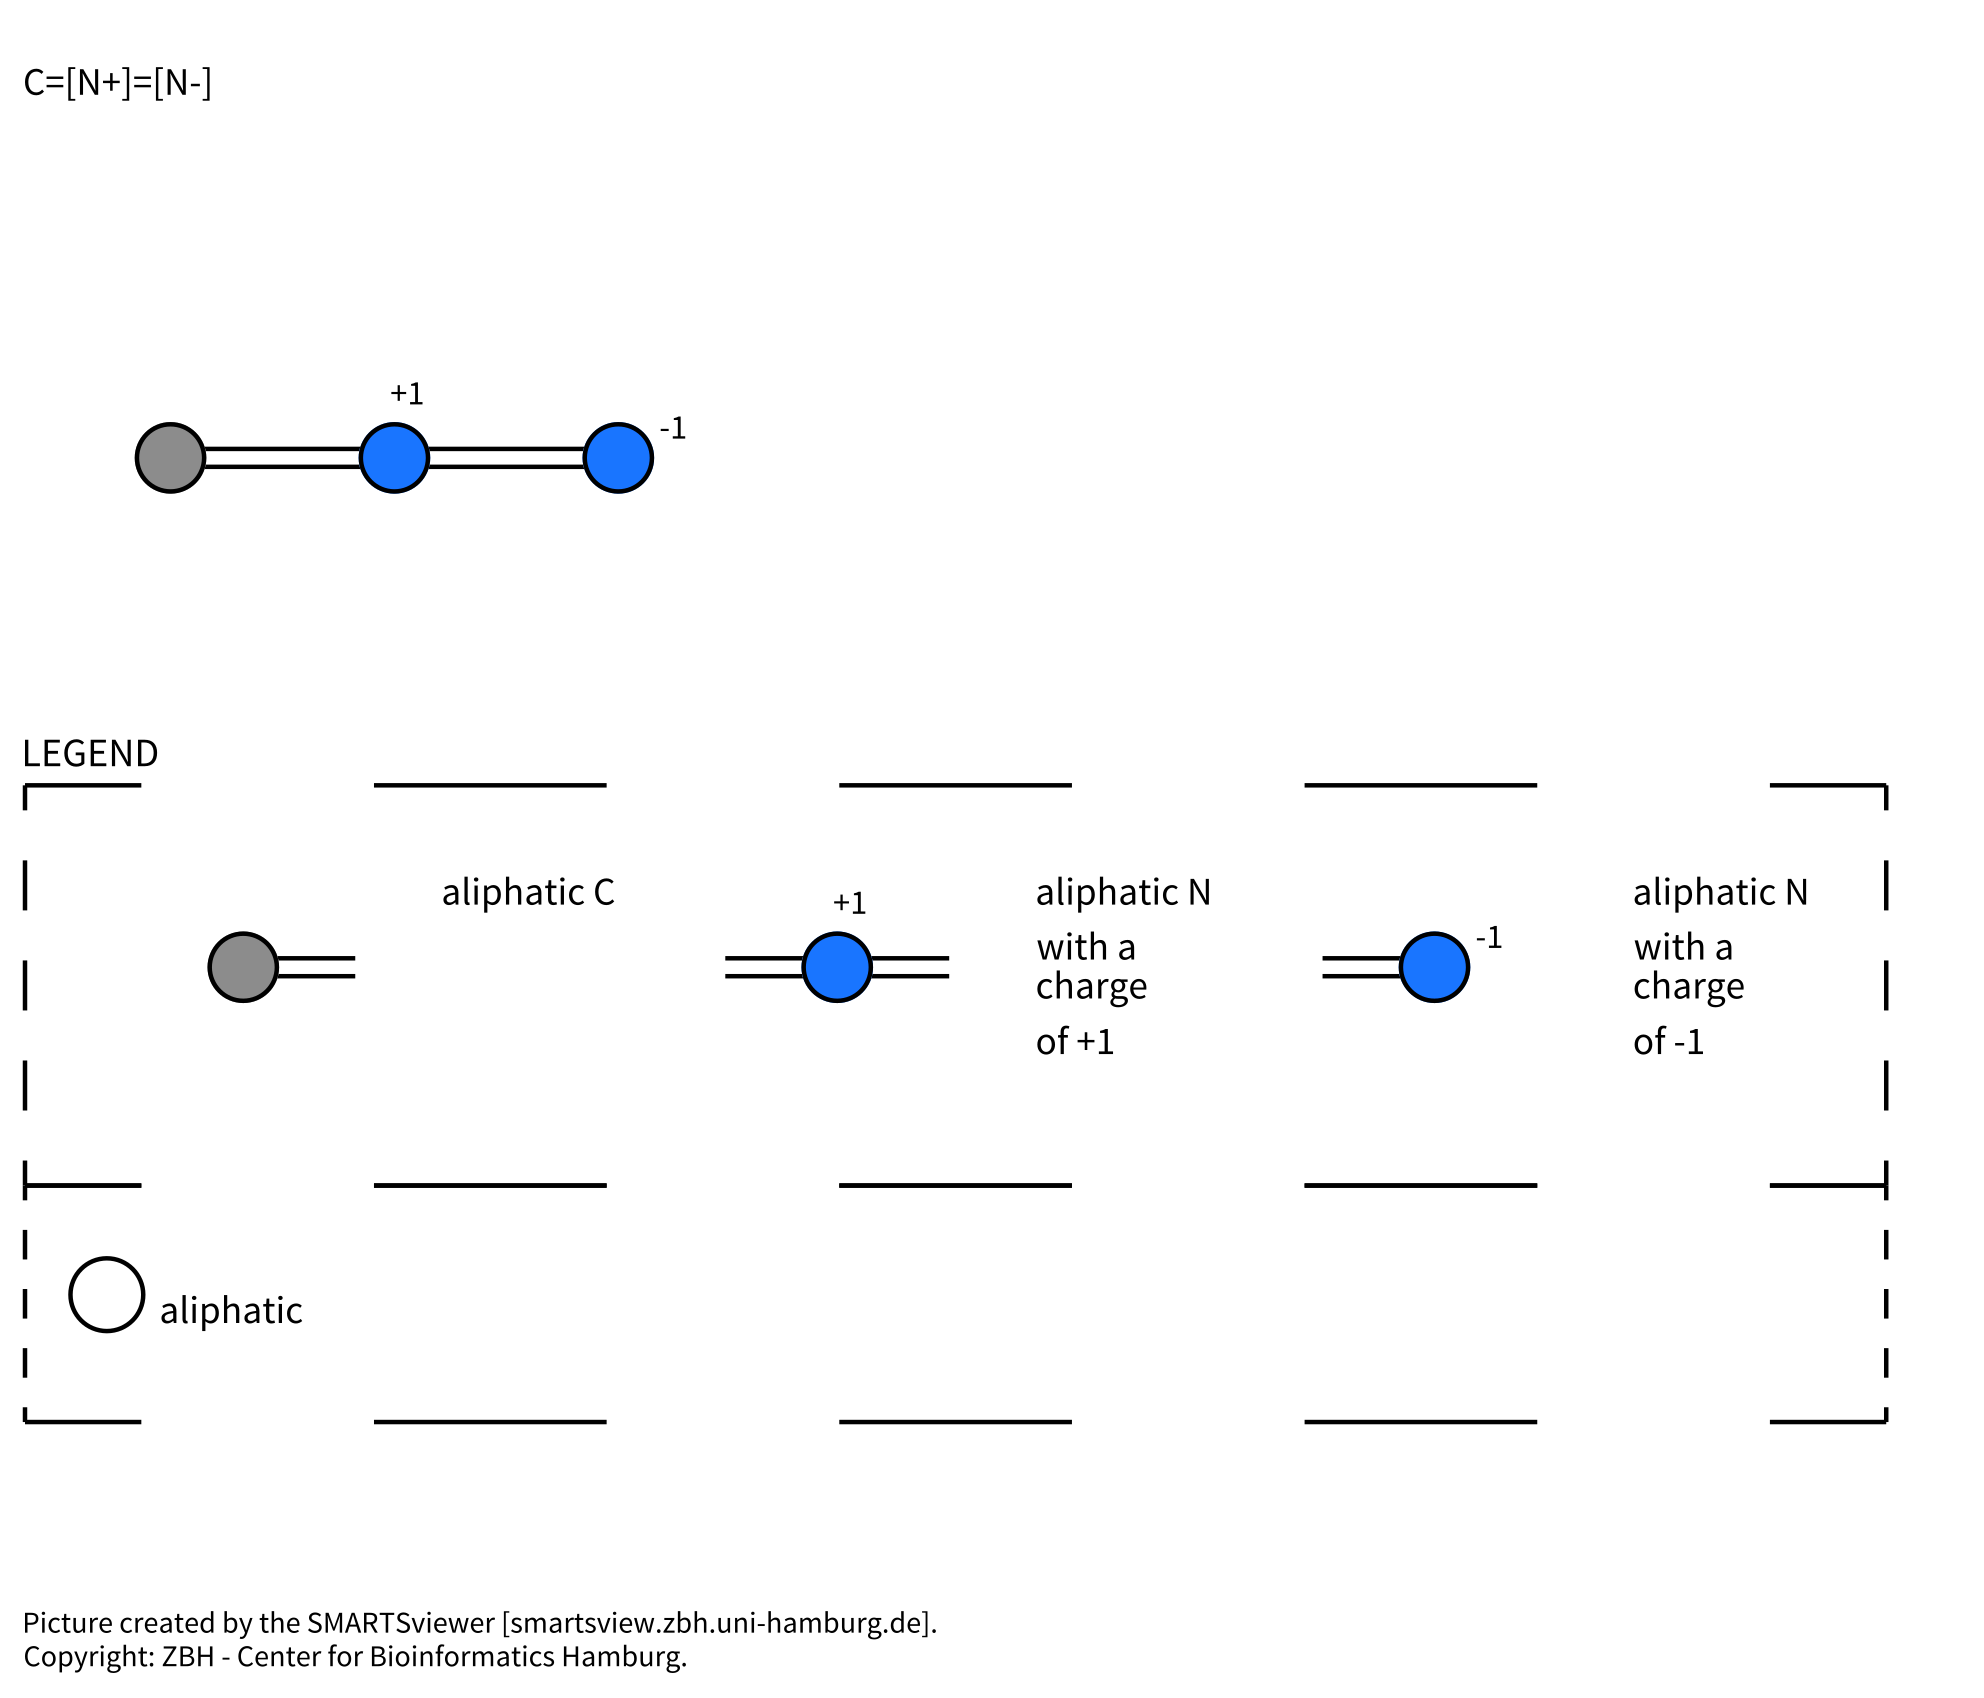 C=[N+]=[N-]
+1
-1
LEGEND
aliphatic C
+1
aliphatic N
with a
charge
of +1
-1
aliphatic N
with a
charge
of -1
aliphatic
Picture created by the SMARTSviewer [smartsview.zbh.uni-hamburg.de].
Copyright: ZBH - Center for Bioinformatics Hamburg.